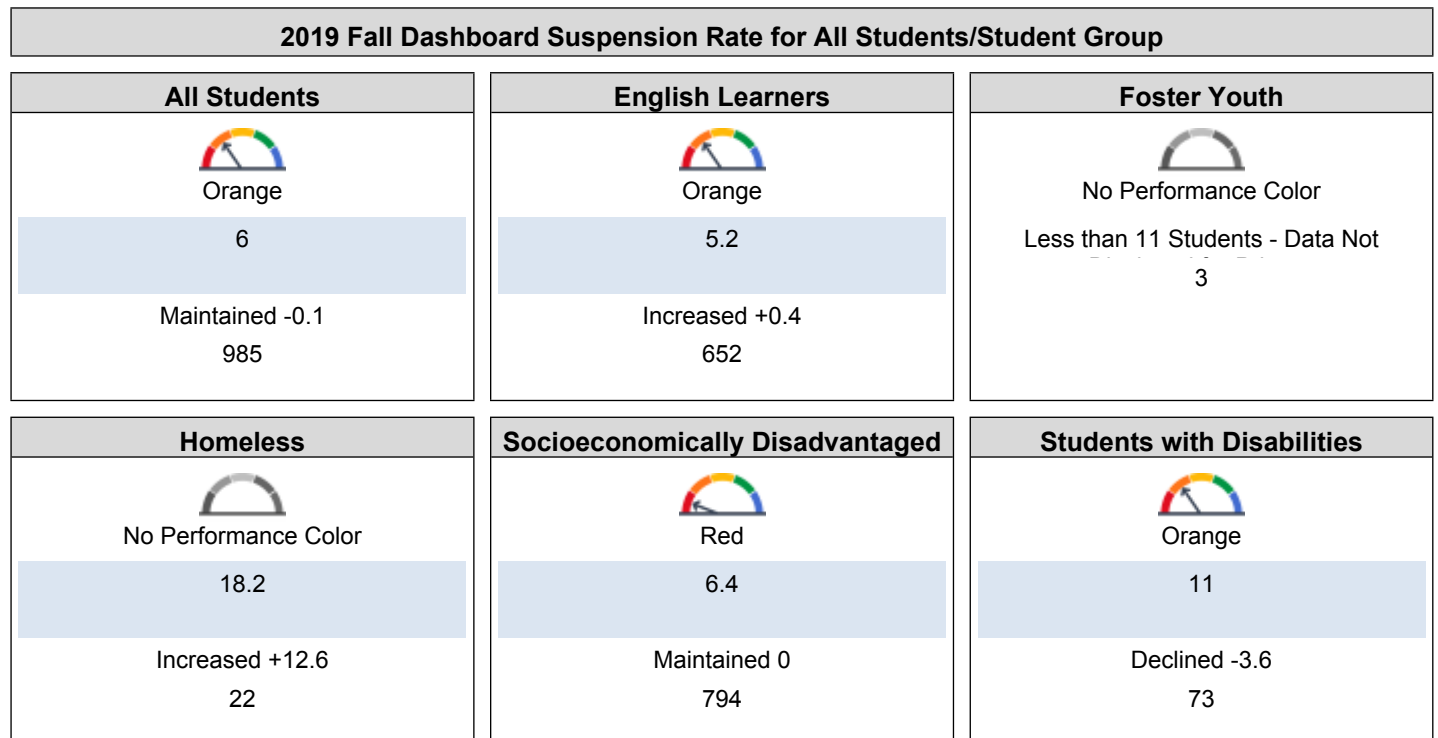 2019 Fall Dashboard Suspension Rate for All Students/Student Group
All Students
Orange
6
Maintained -0.1
985
English Learners
Orange
5.2
Increased +0.4
652
Foster Youth
No Performance Color
Less than 11 Students - Data Not
3
Homeless
No Performance Color
18.2
Increased +12.6
22
Socioeconomically Disadvantaged
Red
6.4
Maintained 0
794
Students with Disabilities
Orange
11
Declined -3.6
73